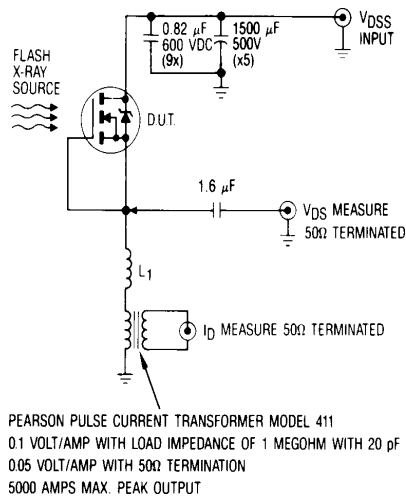 0.82 µF
600 VDC
(9x)
1500 µF
500V
(x5)
VDSS
INPUT
FLASH
X-RAY
SOURCE
D.U.T.
1.6 µF
VDS MEASURE
50Ω TERMINATED
L1
ID MEASURE 50Ω TERMINATED
PEARSON PULSE CURRENT TRANSFORMER MODEL 411
0.1 VOLT/AMP WITH LOAD IMPEDANCE OF 1 MEGOHM WITH 20 pF
0.05 VOLT/AMP WITH 50Ω TERMINATION
5000 AMPS MAX. PEAK OUTPUT